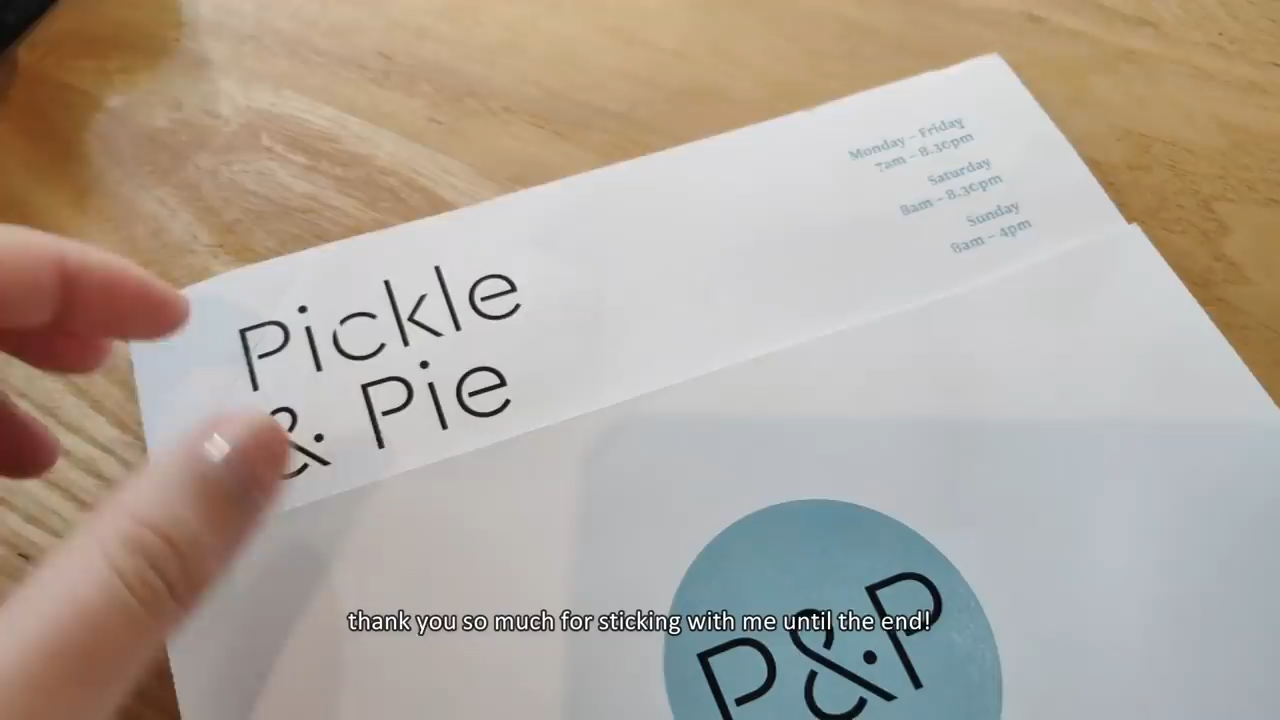 Monday – Friday
7am – 8.30pm
Saturday
8am – 8.30pm
Sunday
8am – 4pm
Pickle
& Pie
P&P
thank you so much for sticking with me until the end!